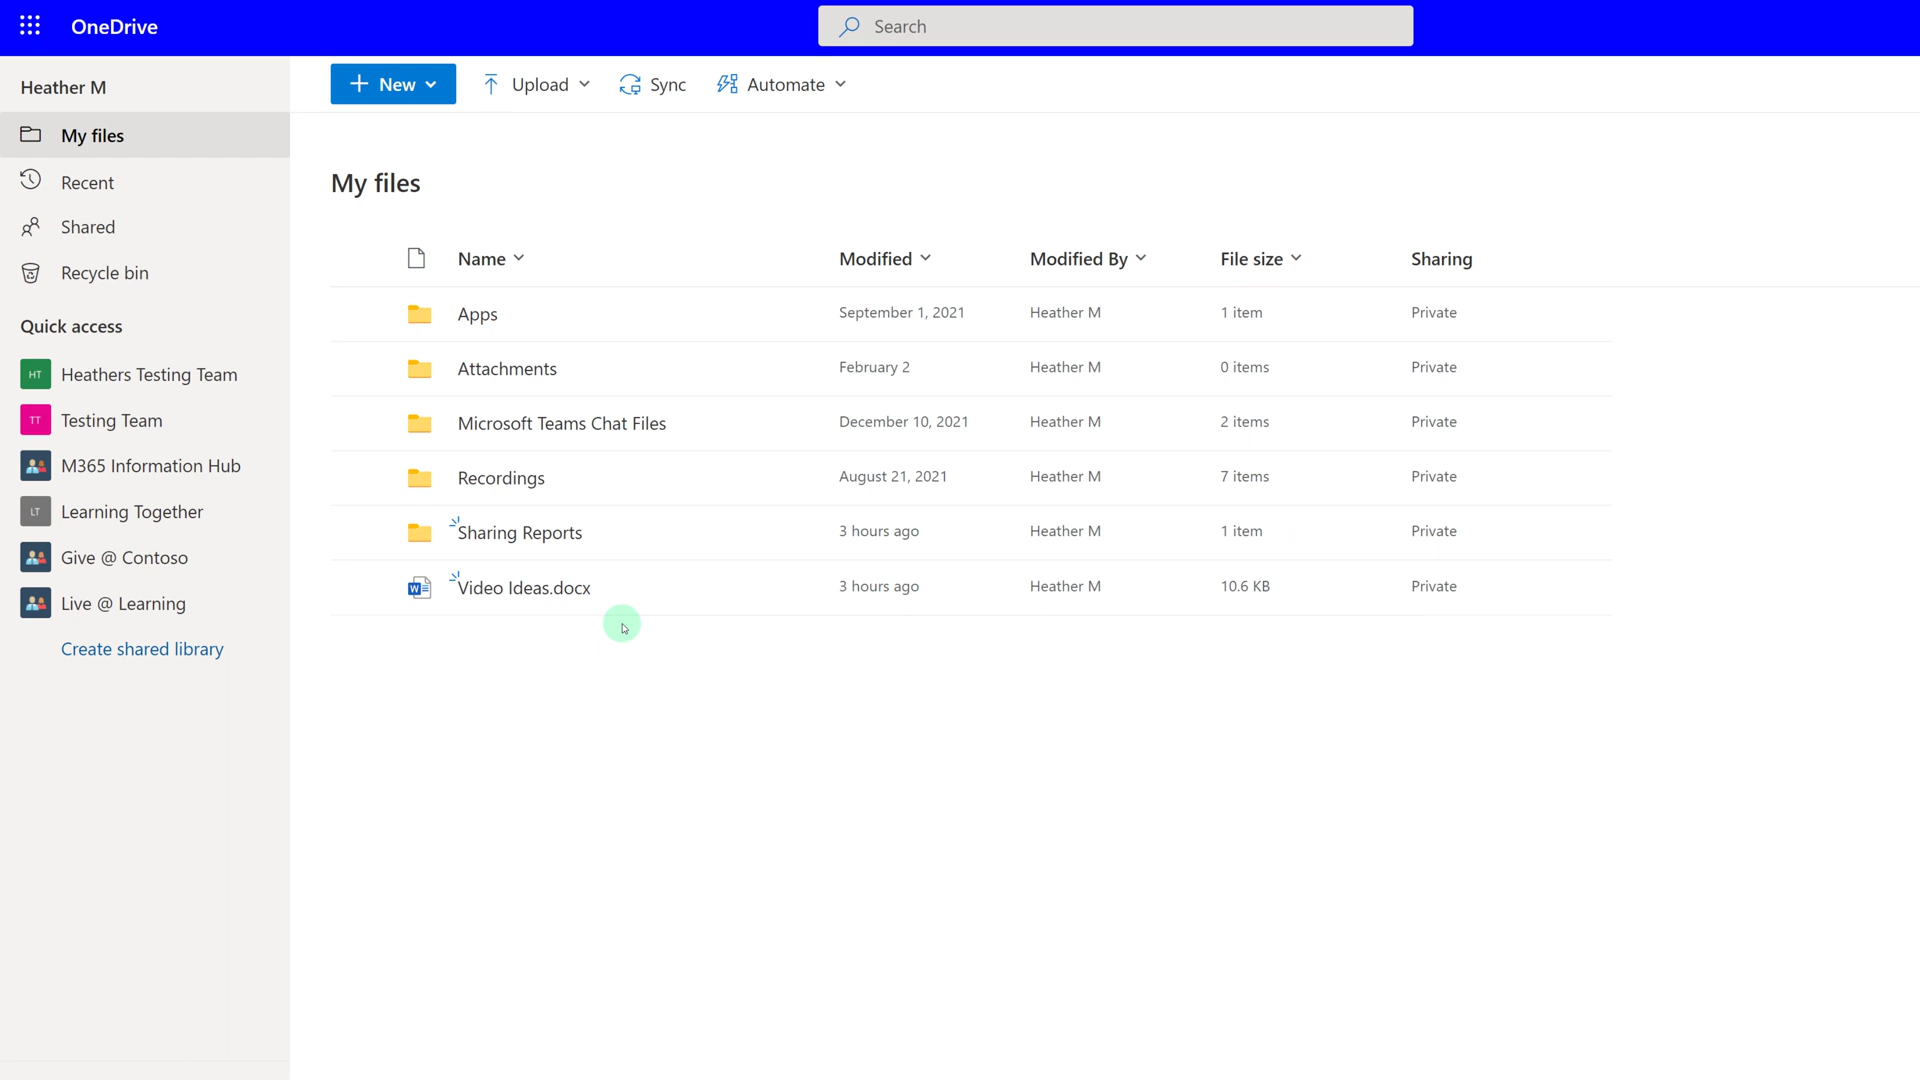 OneDrive
Search
Heather M
New
Upload
Sync
Automate
My files
Recent
Shared
Recycle bin
Quick access
HT Heathers Testing Team
TT Testing Team
M365 Information Hub
LT Learning Together
Give @ Contoso
Live @ Learning
Create shared library
My files
Name Modified Modified By File size Sharing
Apps September 1, 2021 Heather M 1 item Private
Attachments February 2 Heather M 0 items Private
Microsoft Teams Chat Files December 10, 2021 Heather M 2 items Private
Recordings August 21, 2021 Heather M 7 items Private
Sharing Reports 3 hours ago Heather M 1 item Private
W Video Ideas.docx 3 hours ago Heather M 10.6 KB Private